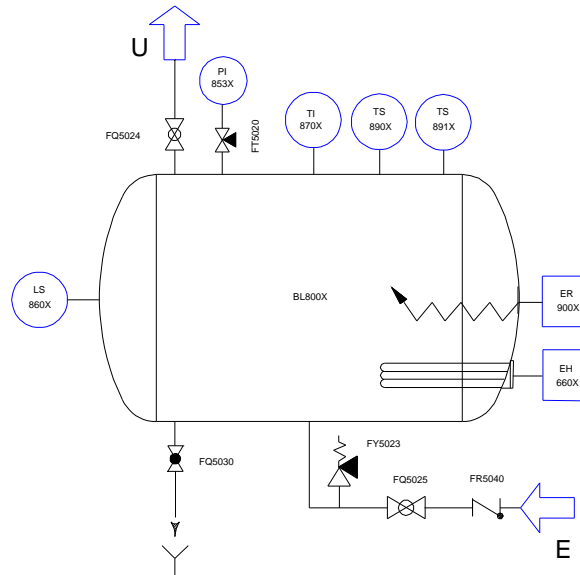 U
PI
853X
FQ5024
FT5020
TI
870X
TS
890X
TS
891X
LS
860X
BL800X
ER
900X
EH
660X
FY5023
FQ5030
FQ5025
FR5040
E